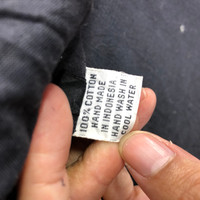 100% COTTON
HAND MADE
IN INDONESIA
HAND WASH IN
COOL WATER